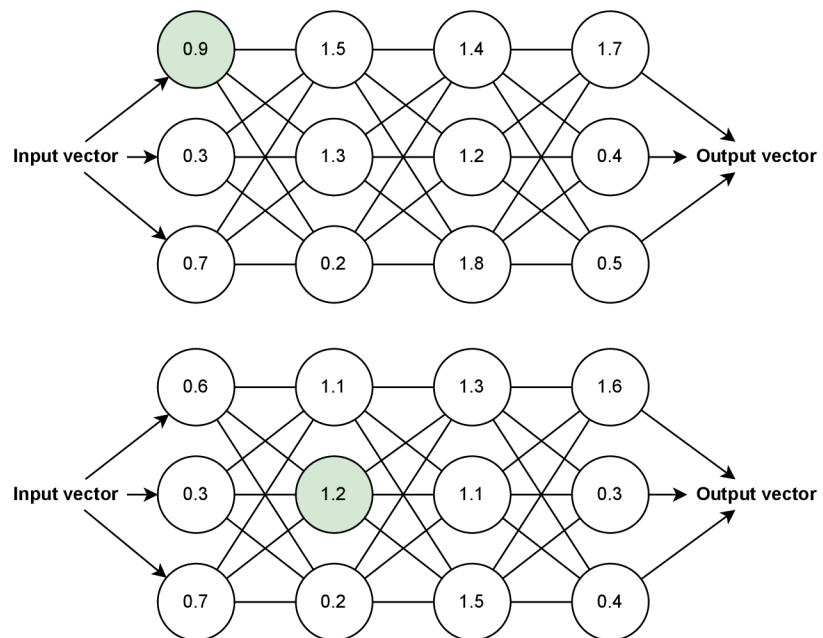 0.9 1.5 1.4 1.7
Input vector 0.3 1.3 1.2 0.4 Output vector
0.7 0.2 1.8 0.5
0.6 1.1 1.3 1.6
Input vector 0.3 1.2 1.1 0.3 Output vector
0.7 0.2 1.5 0.4